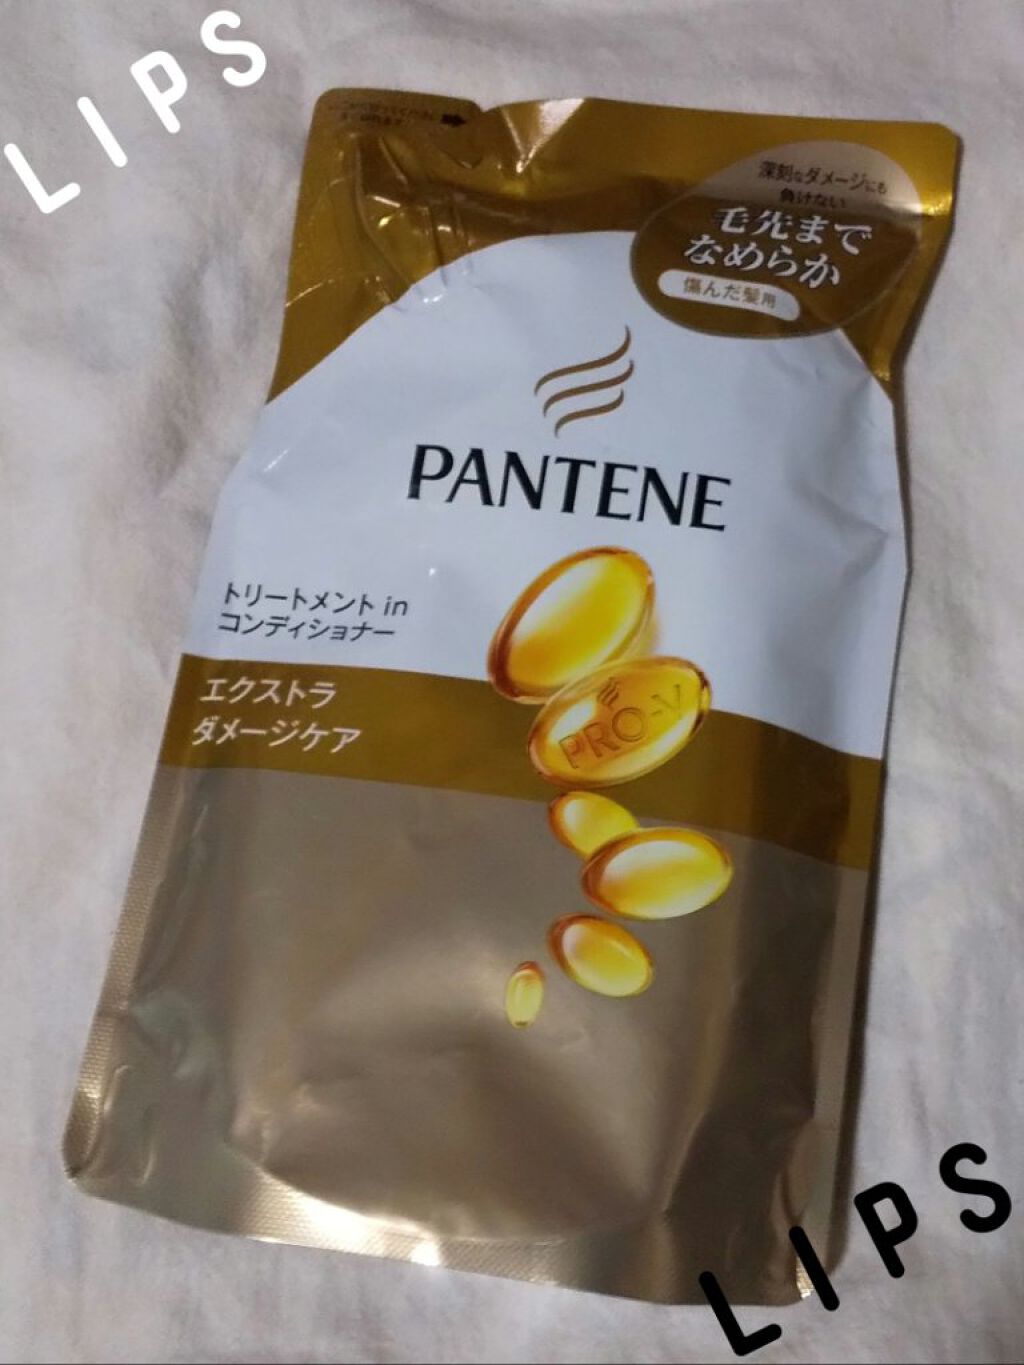 LIPS
深刻なダメージにも
負けない
毛先まで
なめらか
傷んだ髪用
PANTENE
トリートメント in
コンディショナー
エクストラ
ダメージケア
PRO-V
LIPS